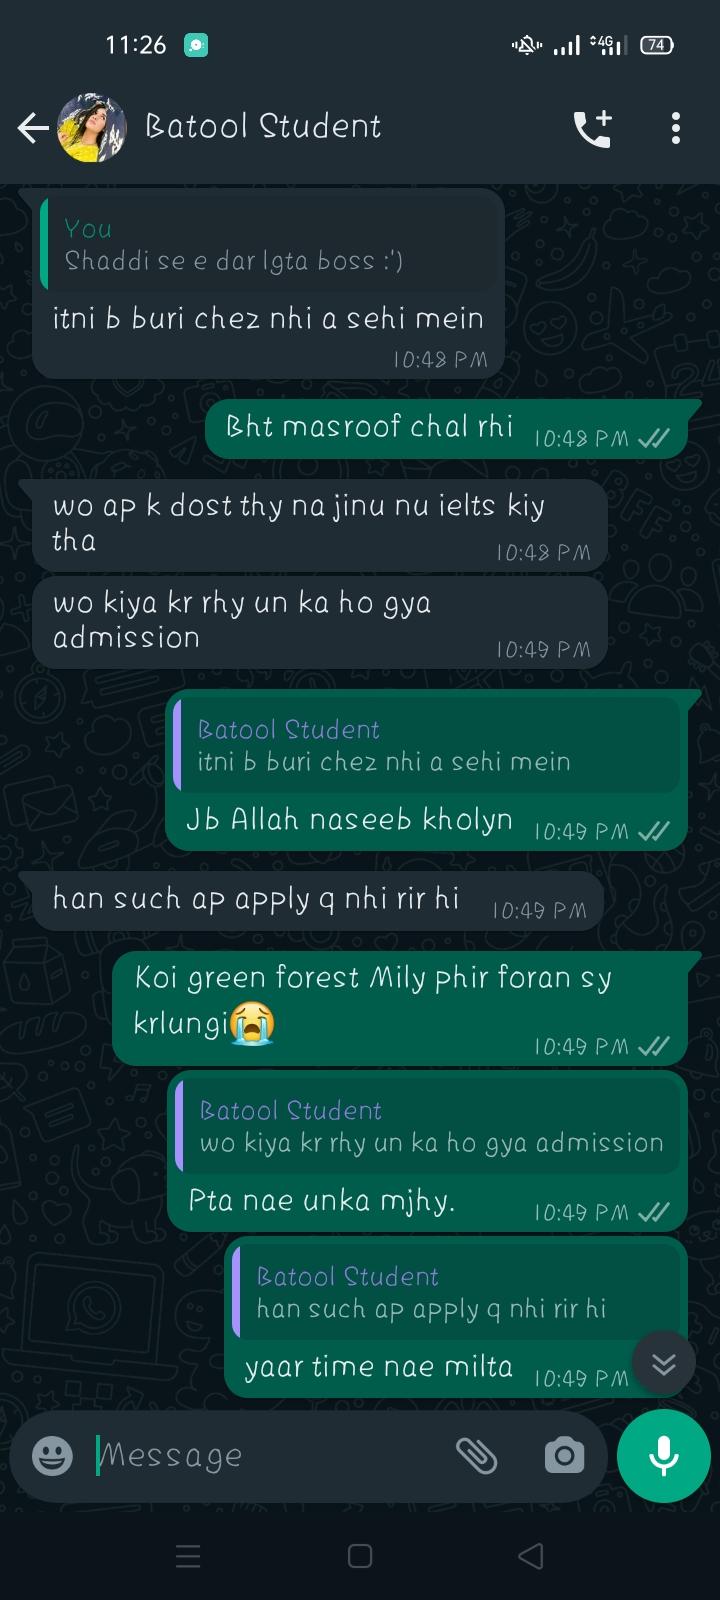 11:26
4G
74
Batool Student
You
Shaddi se e dar lgta boss :')
itni b buri chez nhi a sehi mein
10:48 PM
Bht masroof chal rhi 10:48 PM
wo ap k dost thy na jinu nu ielts kiy
tha 10:48 PM
wo kiya kr rhy un ka ho gya
admission 10:49 PM
Batool Student
itni b buri chez nhi a sehi mein
Jb Allah naseeb kholyn 10:49 PM
han such ap apply q nhi rir hi 10:49 PM
Koi green forest Mily phir foran sy
krlungi😭 10:49 PM
Batool Student
wo kiya kr rhy un ka ho gya admission
Pta nae unka mjhy. 10:49 PM
Batool Student
han such ap apply q nhi rir hi
yaar time nae milta 10:49 PM
Message